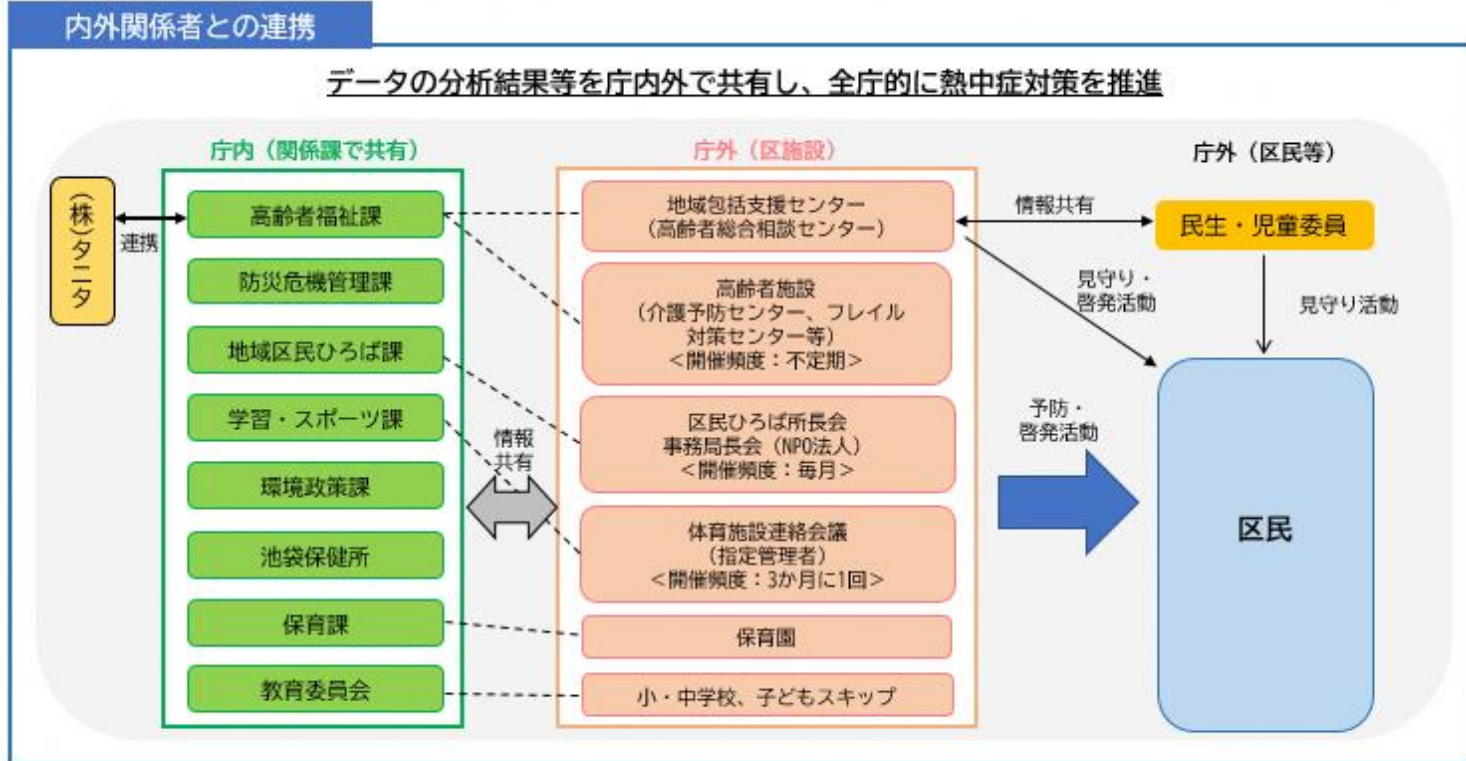 内外関係者との連携
データの分析結果等を庁内外で共有し、全庁的に熱中症対策を推進
庁内（関係課で共有）
庁外（区施設）
庁外（区民等）
（株）タニタ
連携
高齢者福祉課
防災危機管理課
地域区民ひろば課
学習・スポーツ課
環境政策課
池袋保健所
保育課
教育委員会
情報
共有
地域包括支援センター
（高齢者総合相談センター）
高齢者施設
（介護予防センター、フレイル
対策センター等）
＜開催頻度：不定期＞
区民ひろば所長会
事務局長会（NPO法人）
＜開催頻度：毎月＞
体育施設連絡会議
（指定管理者）
＜開催頻度：3か月に1回＞
保育園
小・中学校、子どもスキップ
情報共有
民生・児童委員
見守り・
啓発活動
見守り活動
予防・
啓発活動
区民